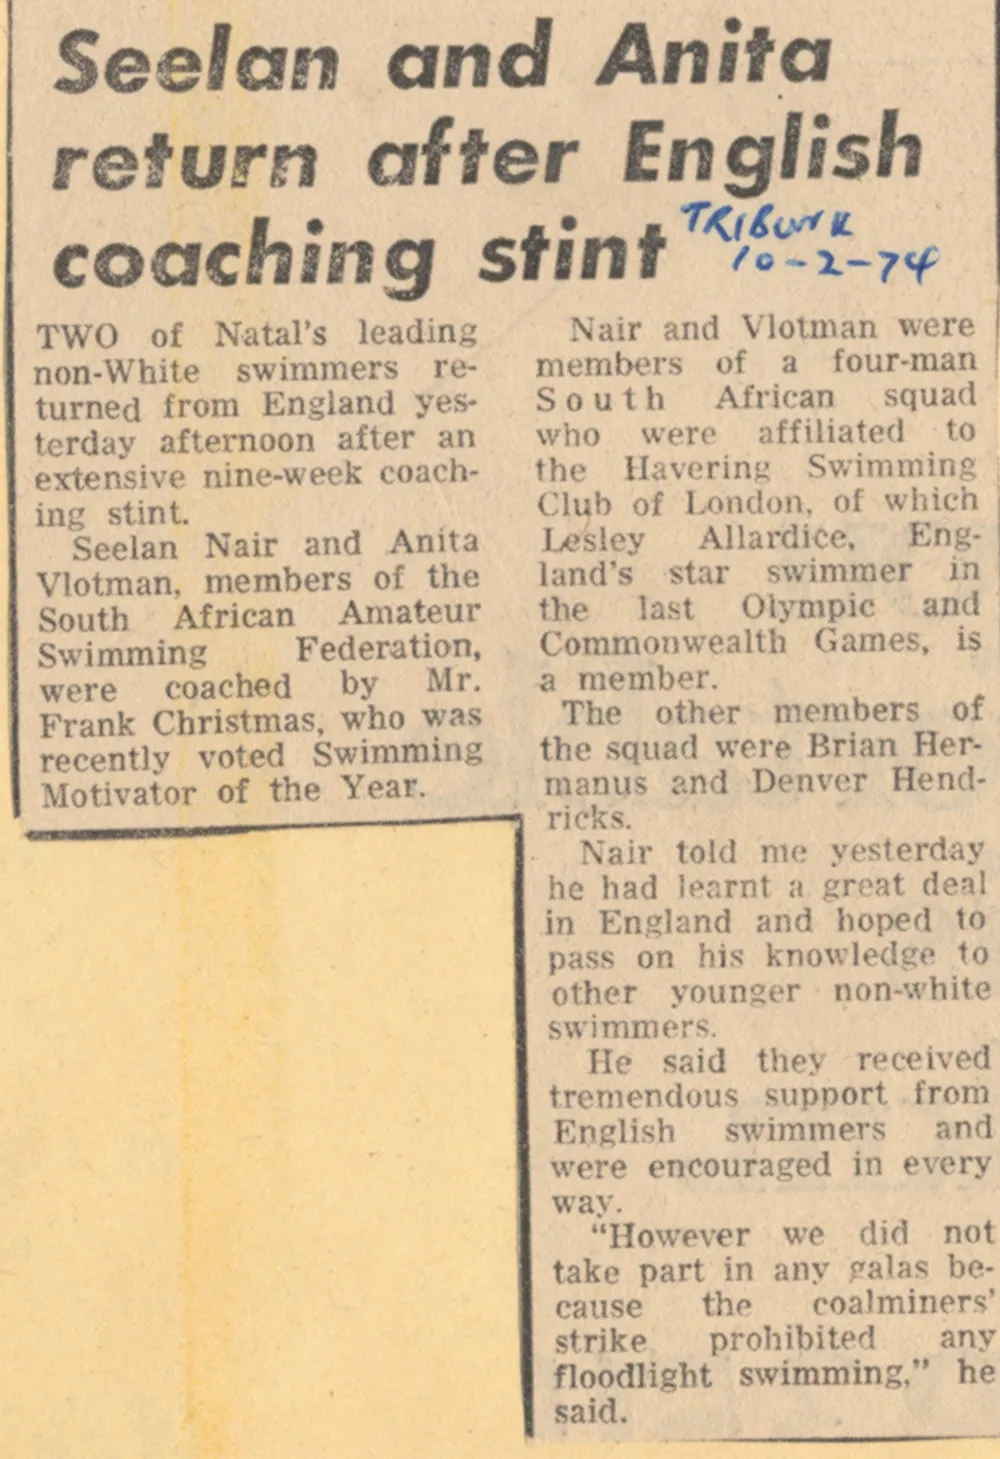 Seelan and Anita
return after English
coaching stint
TRIBUNE
10-2-74
TWO of Natal's leading
non-White swimmers re-
turned from England yes-
terday afternoon after an
extensive nine-week coach-
ing stint.
Seelan Nair and Anita
Vlotman, members of the
South African Amateur
Swimming Federation,
were coached by Mr.
Frank Christmas, who was
recently voted Swimming
Motivator of the Year.
Nair and Vlotman were
members of a four-man
South African squad
who were affiliated to
the Havering Swimming
Club of London, of which
Lesley Allardice, Eng-
land's star swimmer in
the last Olympic and
Commonwealth Games, is
a member.
The other members of
the squad were Brian Her-
manus and Denver Hend-
ricks.
Nair told me yesterday
he had learnt a great deal
in England and hoped to
pass on his knowledge to
other younger non-white
swimmers.
He said they received
tremendous support from
English swimmers and
were encouraged in every
way.
"However we did not
take part in any galas be-
cause the coalminers'
strike prohibited any
floodlight swimming," he
said.